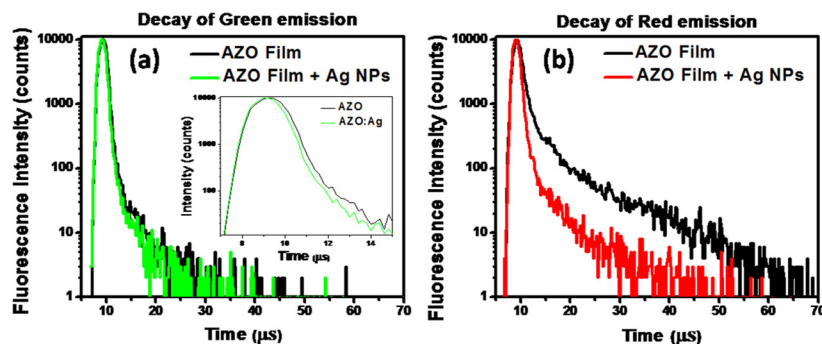 Decay of Green emission
(a)
AZO Film
AZO Film + Ag NPs
Fluorescence Intensity (counts)
10000
1000
100
10
1
10 20 30 40 50 60 70
Time (μs)
Intensity (counts)
10000
1000
100
AZO
AZO:Ag
8 10 12 14
Time (μs)
Decay of Red emission
(b)
AZO Film
AZO Film + Ag NPs
Fluorescence Intensity (counts)
10000
1000
100
10
1
10 20 30 40 50 60 70
Time (μs)